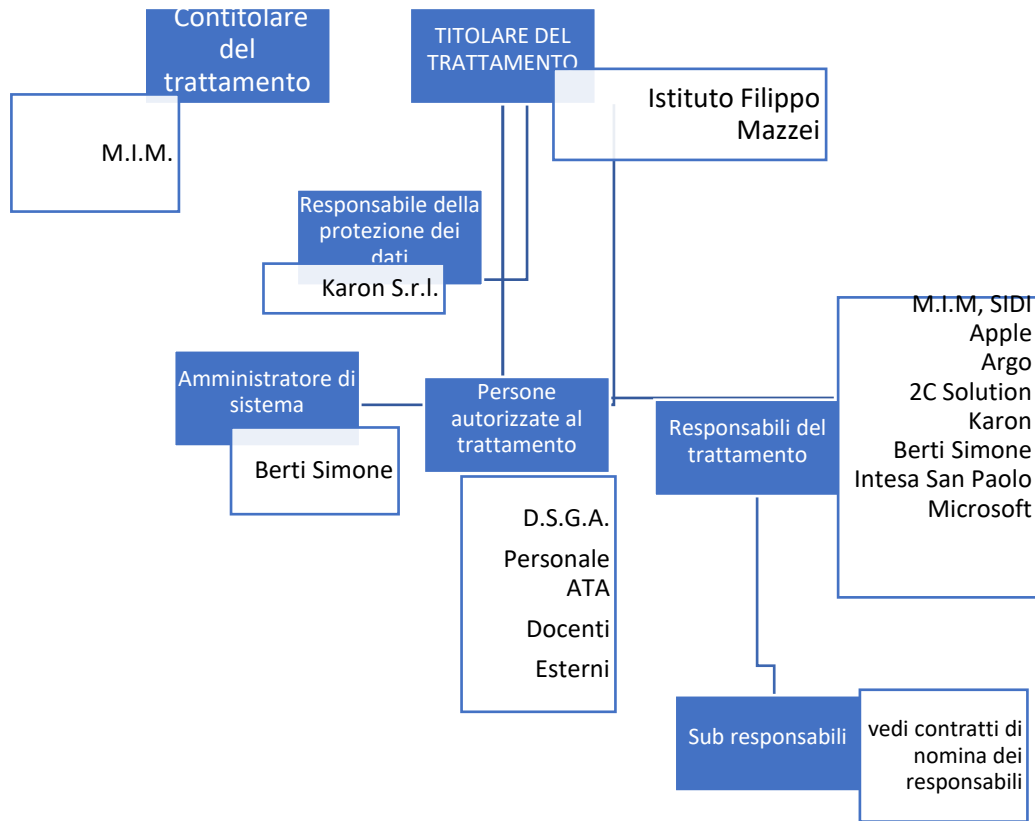 Contitolare
del
trattamento
M.I.M.
TITOLARE DEL
TRATTAMENTO
Istituto Filippo
Mazzei
Responsabile della
protezione dei
dati
Karon S.r.l.
Amministratore di
sistema
Berti Simone
Persone
autorizzate al
trattamento
D.S.G.A.
Personale
ATA
Docenti
Esterni
Responsabili del
trattamento
M.I.M, SIDI
Apple
Argo
2C Solution
Karon
Berti Simone
Intesa San Paolo
Microsoft
Sub responsabili
vedi contratti di
nomina dei
responsabili